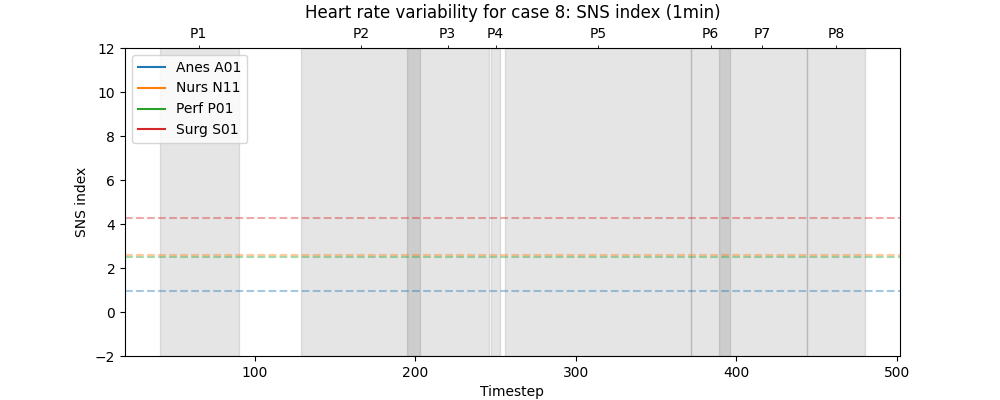 Heart rate variability for case 8: SNS index (1min)
P1 P2 P3 P4 P5 P6 P7 P8
12
10
8
6
4
2
0
−2
SNS index
Anes A01
Nurs N11
Perf P01
Surg S01
100 200 300 400 500
Timestep